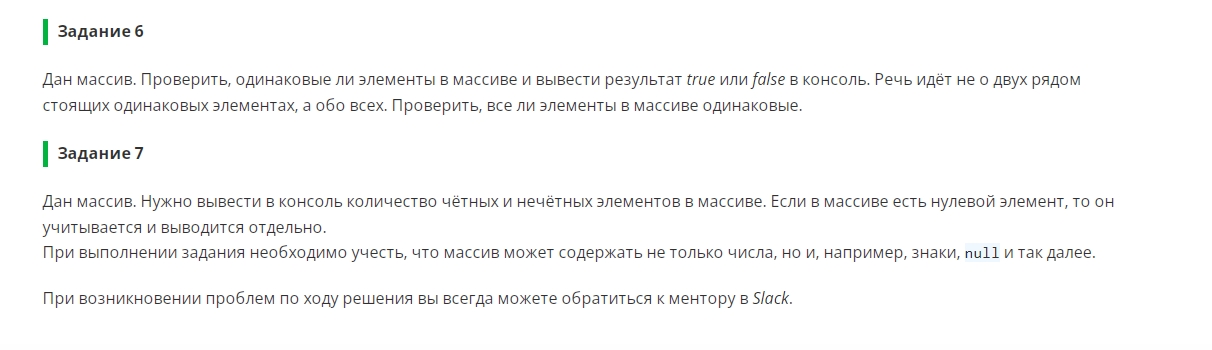 Задание 6
Дан массив. Проверить, одинаковые ли элементы в массиве и вывести результат true или false в консоль. Речь идёт не о двух рядом
стоящих одинаковых элементах, а обо всех. Проверить, все ли элементы в массиве одинаковые.
Задание 7
Дан массив. Нужно вывести в консоль количество чётных и нечётных элементов в массиве. Если в массиве есть нулевой элемент, то он
учитывается и выводится отдельно.
При выполнении задания необходимо учесть, что массив может содержать не только числа, но и, например, знаки, null и так далее.
При возникновении проблем по ходу решения вы всегда можете обратиться к ментору в Slack.